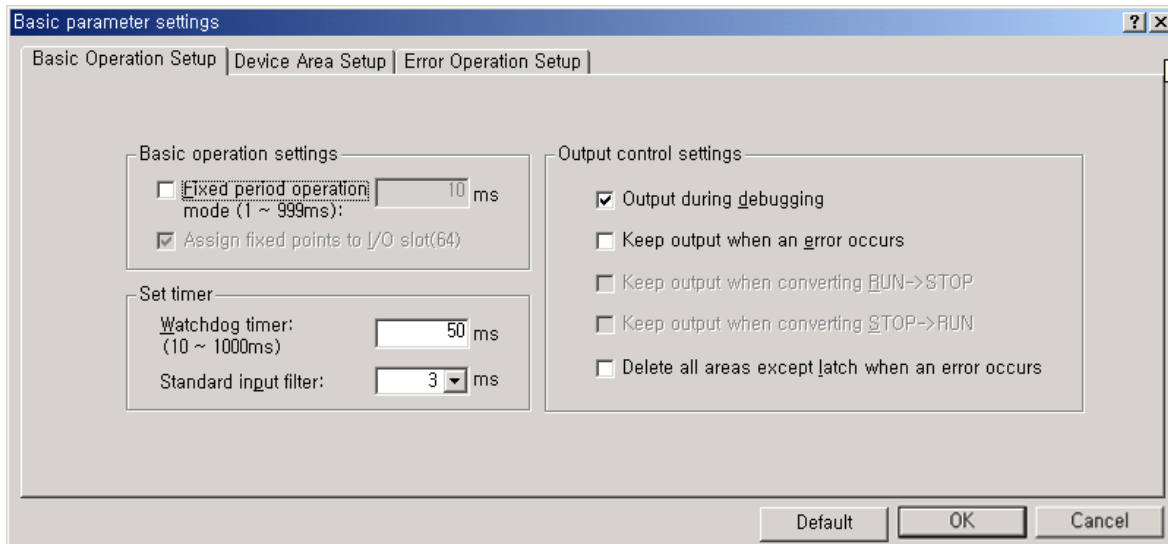 Basic parameter settings
Basic Operation Setup
Device Area Setup
Error Operation Setup
Basic operation settings
Fixed period operation
mode (1 ~ 999ms):
10 ms
Assign fixed points to I/O slot(64)
Set timer
Watchdog timer:
(10 ~ 1000ms)
50 ms
Standard input filter:
3 ms
Output control settings
Output during debugging
Keep output when an error occurs
Keep output when converting RUN->STOP
Keep output when converting STOP->RUN
Delete all areas except latch when an error occurs
Default
OK
Cancel